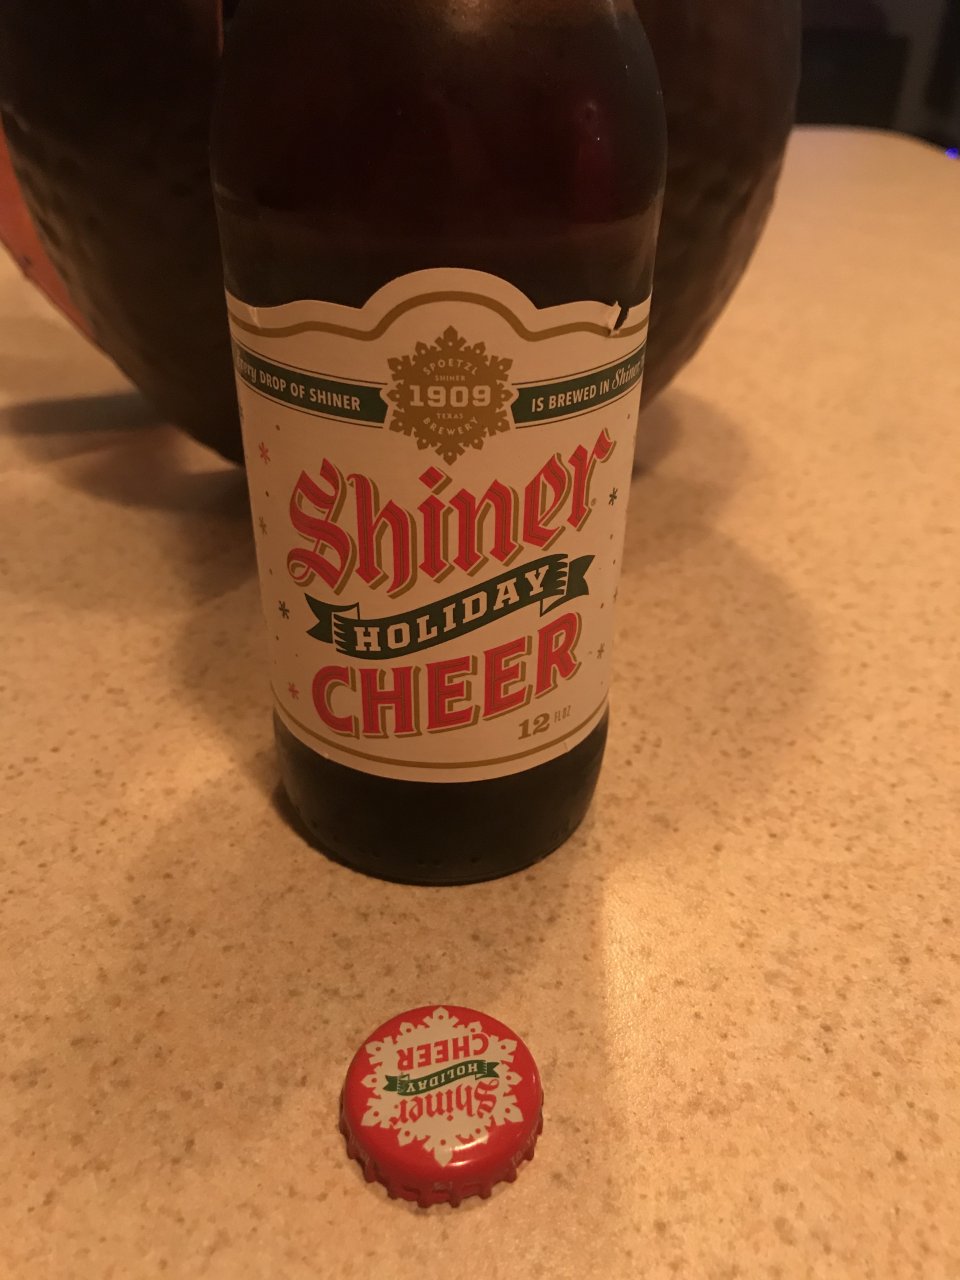 SPOETZL
SHINER
1909
TEXAS
BREWERY
Every DROP OF SHINER
IS BREWED IN Shiner
Shiner
HOLIDAY
CHEER
12 FL OZ
Shiner
HOLIDAY
CHEER